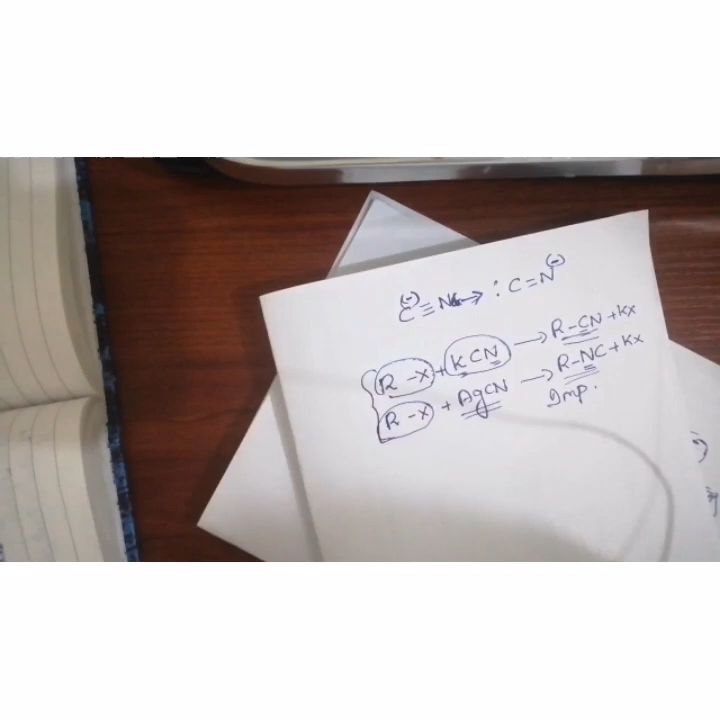 (-)C≡N ↔ :C=N(-)
R-X + KCN → R-CN + KX
R-X + AgCN → R-NC + KX
Imp.